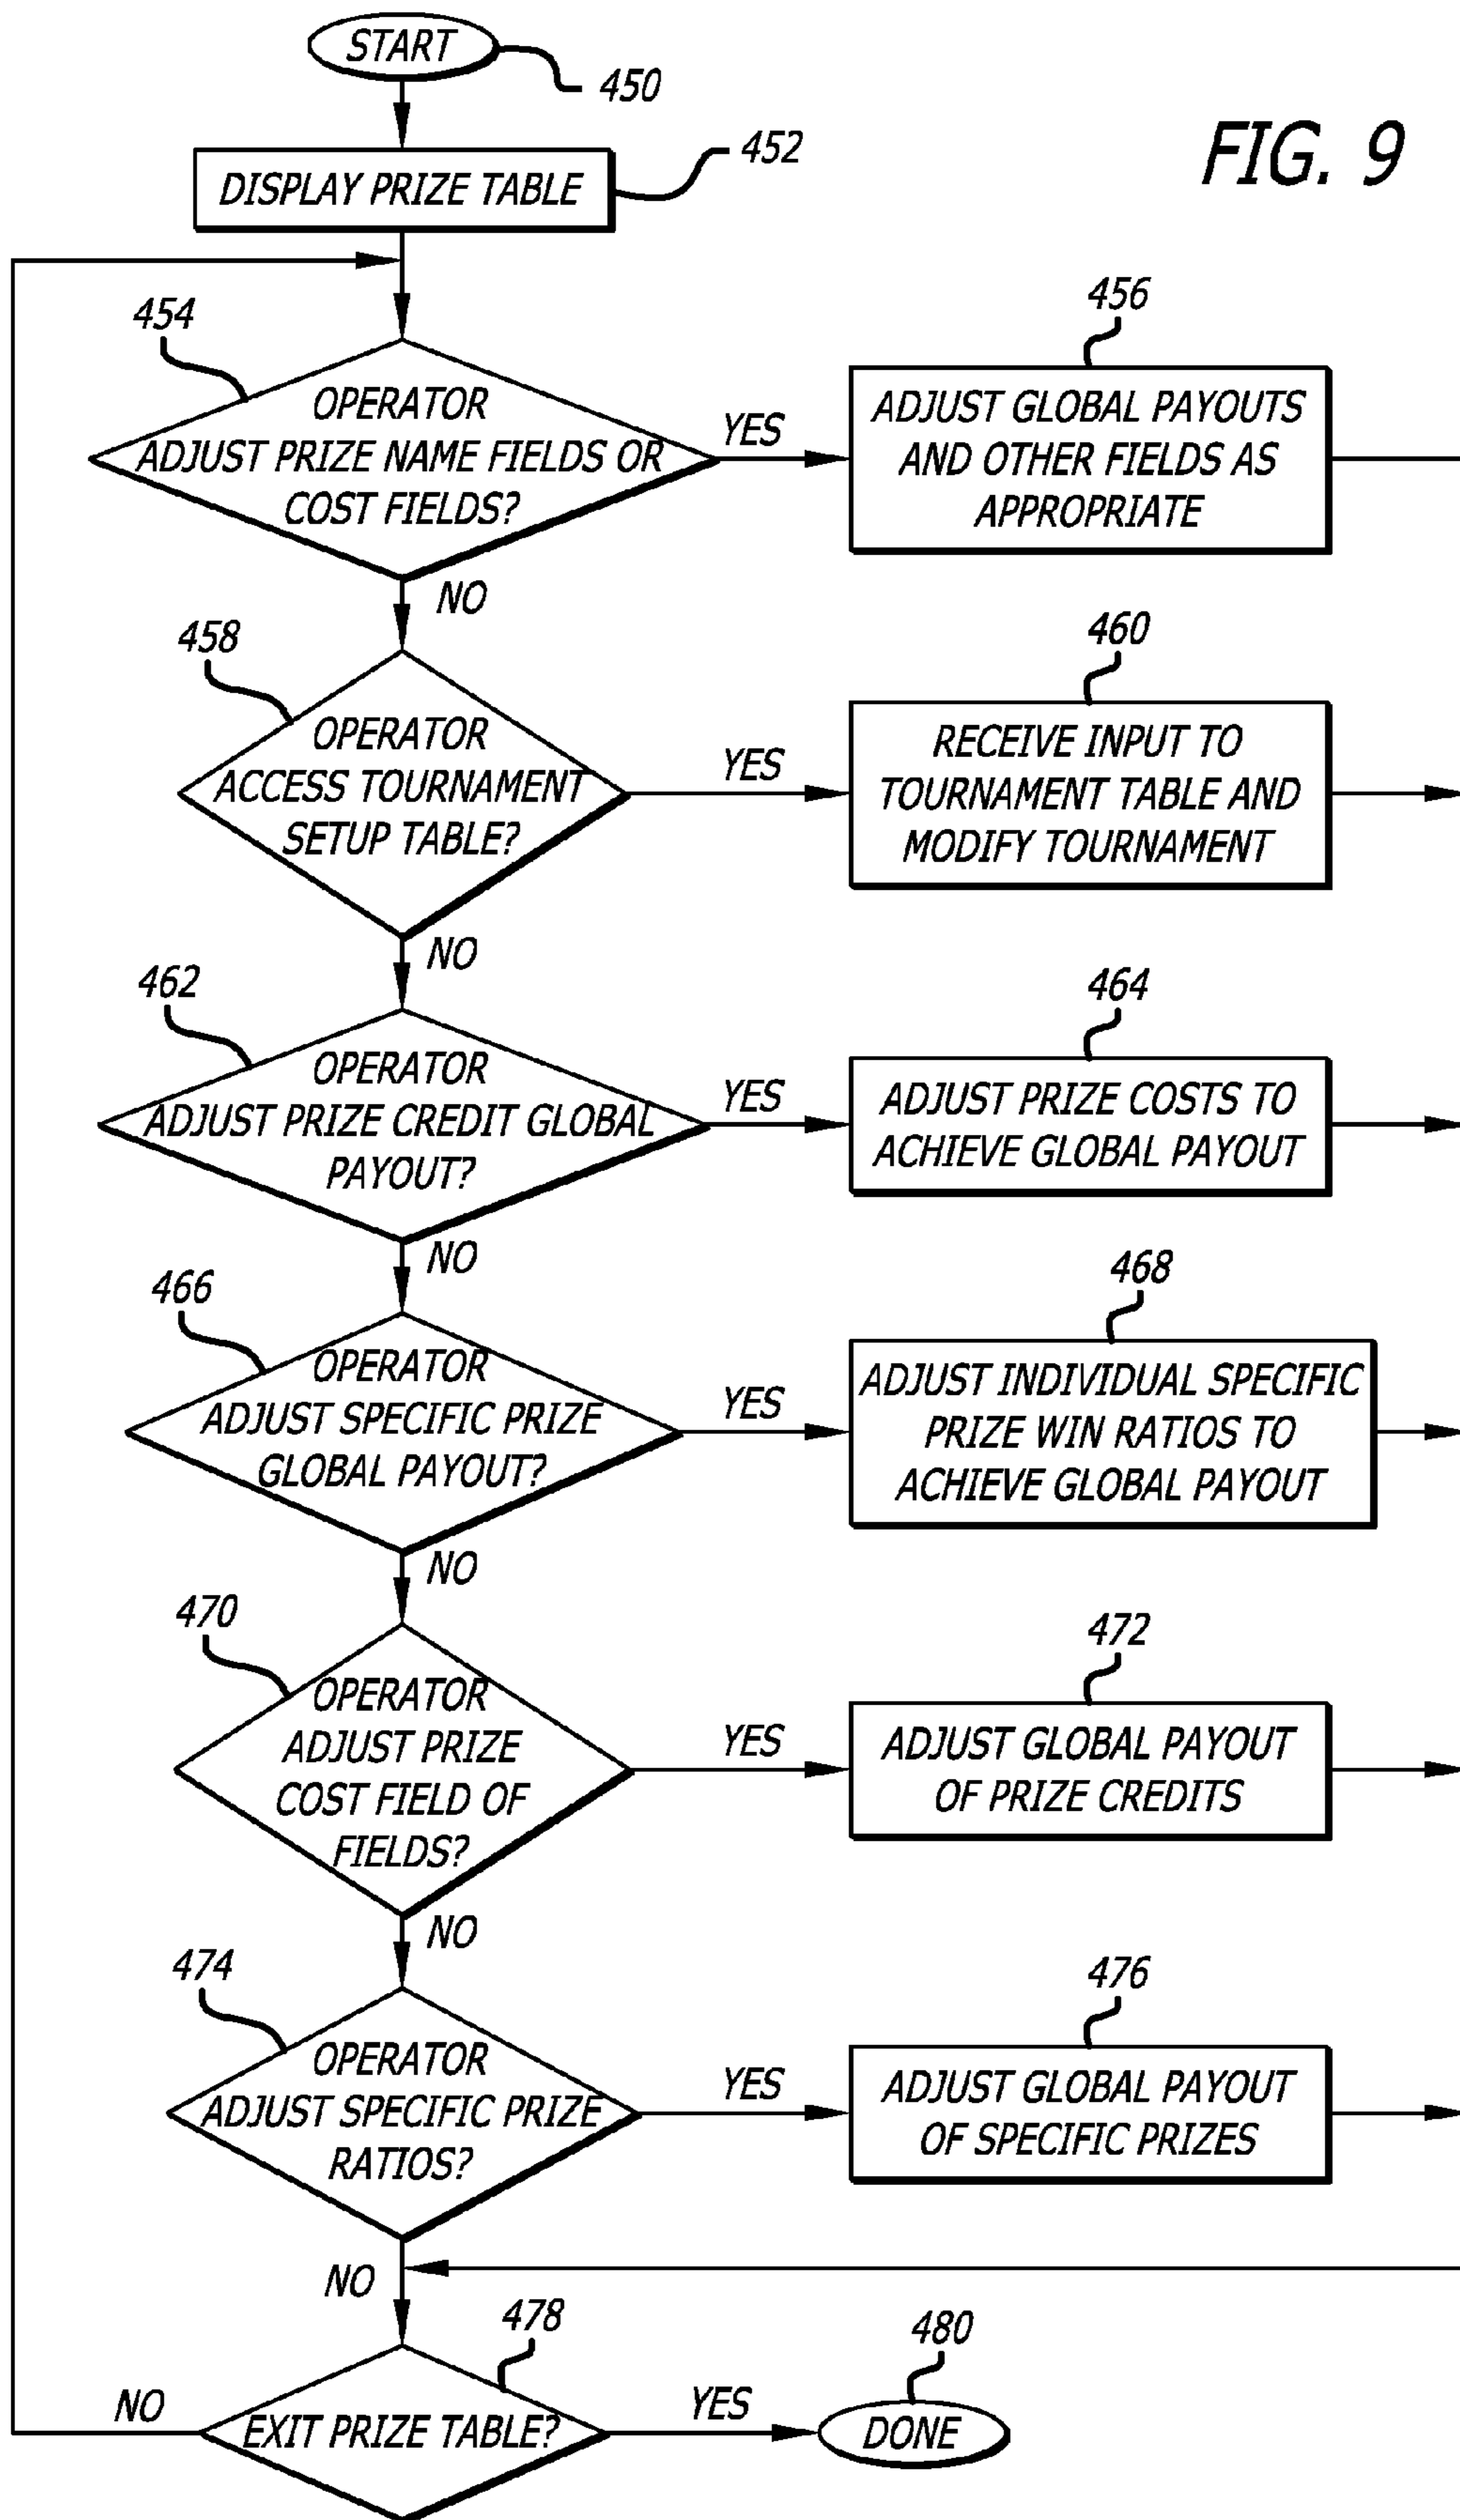 START
450
FIG. 9
452
DISPLAY PRIZE TABLE
454
OPERATOR
ADJUST PRIZE NAME FIELDS OR
COST FIELDS?
YES
456
ADJUST GLOBAL PAYOUTS
AND OTHER FIELDS AS
APPROPRIATE
NO
458
OPERATOR
ACCESS TOURNAMENT
SETUP TABLE?
YES
460
RECEIVE INPUT TO
TOURNAMENT TABLE AND
MODIFY TOURNAMENT
NO
462
OPERATOR
ADJUST PRIZE CREDIT GLOBAL
PAYOUT?
YES
464
ADJUST PRIZE COSTS TO
ACHIEVE GLOBAL PAYOUT
NO
466
OPERATOR
ADJUST SPECIFIC PRIZE
GLOBAL PAYOUT?
YES
468
ADJUST INDIVIDUAL SPECIFIC
PRIZE WIN RATIOS TO
ACHIEVE GLOBAL PAYOUT
NO
470
OPERATOR
ADJUST PRIZE
COST FIELD OF
FIELDS?
YES
472
ADJUST GLOBAL PAYOUT
OF PRIZE CREDITS
NO
474
OPERATOR
ADJUST SPECIFIC PRIZE
RATIOS?
YES
476
ADJUST GLOBAL PAYOUT
OF SPECIFIC PRIZES
NO
478
EXIT PRIZE TABLE?
NO
YES
480
DONE